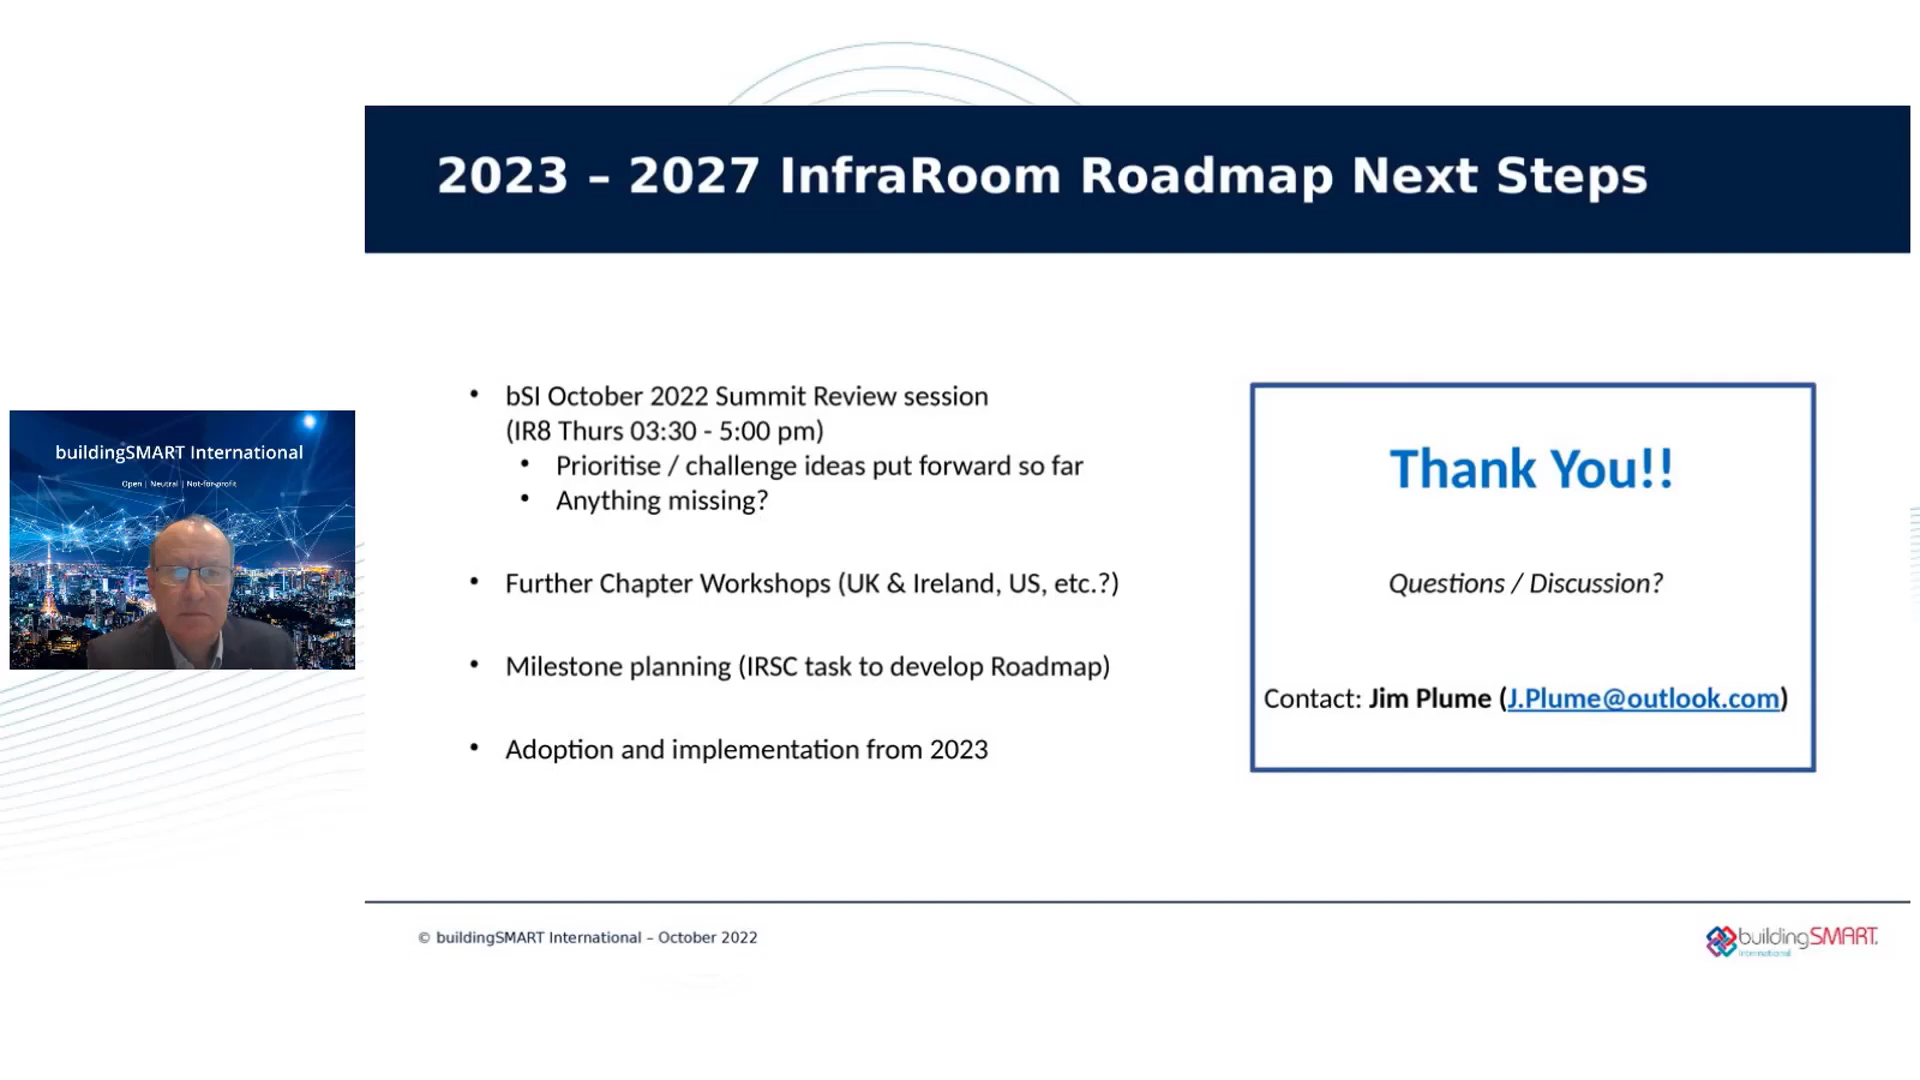 2023 – 2027 InfraRoom Roadmap Next Steps
buildingSMART International
Open | Neutral | Not-for-profit
• bSI October 2022 Summit Review session
(IR8 Thurs 03:30 - 5:00 pm)
• Prioritise / challenge ideas put forward so far
• Anything missing?
• Further Chapter Workshops (UK & Ireland, US, etc.?)
• Milestone planning (IRSC task to develop Roadmap)
• Adoption and implementation from 2023
Thank You!!
Questions / Discussion?
Contact: Jim Plume (J.Plume@outlook.com)
© buildingSMART International – October 2022
buildingSMART.
International